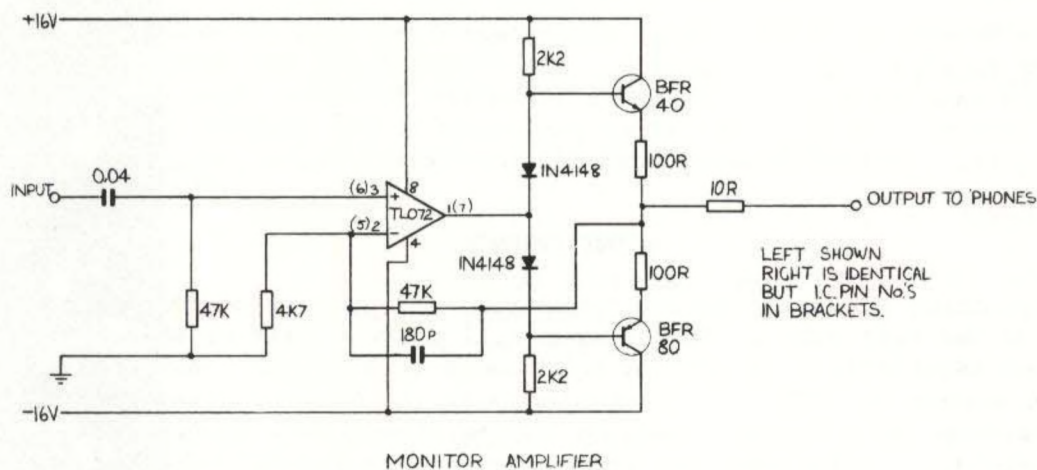 +16V
2K2
BFR
40
0.04
INPUT
(6)3
+
8
TL072
1(7)
(5)2
−
4
1N4148
100R
10R
OUTPUT TO 'PHONES
1N4148
47K
4K7
47K
180p
100R
BFR
80
2K2
LEFT SHOWN
RIGHT IS IDENTICAL
BUT I.C. PIN No.'S
IN BRACKETS.
−16V
MONITOR AMPLIFIER